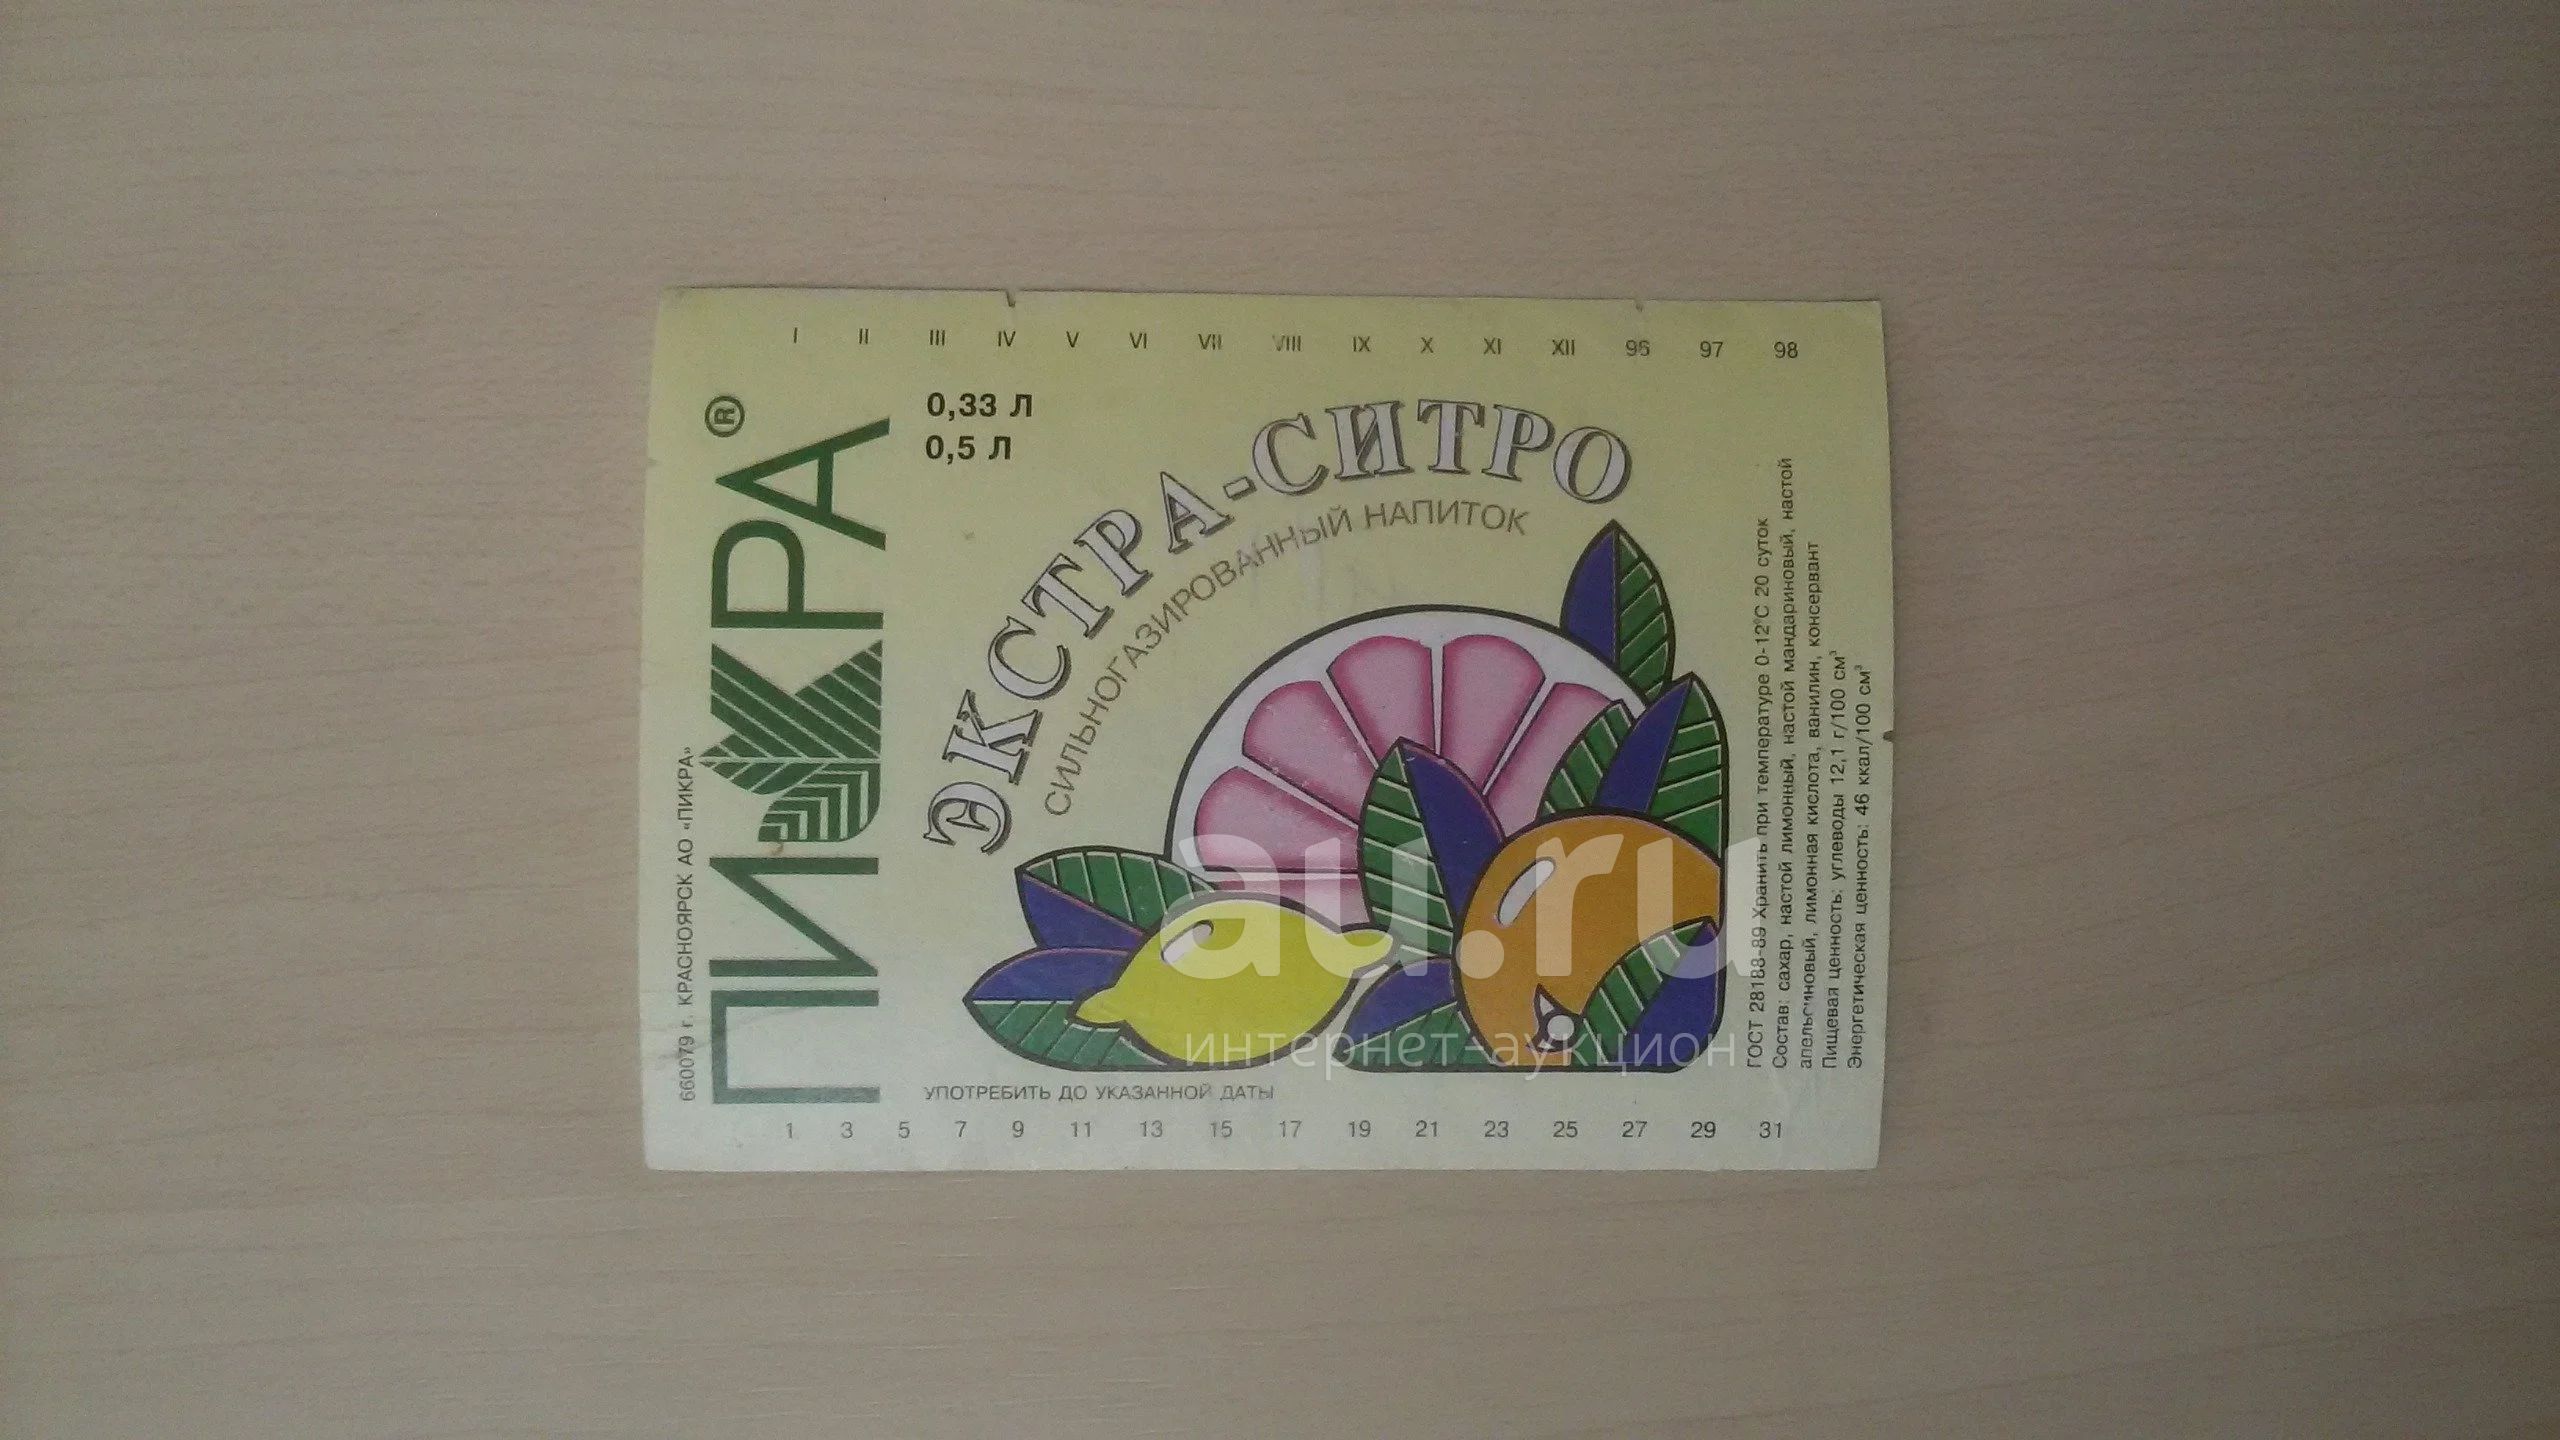 I II III IV V VI VII VIII IX X XI XII 96 97 98
660079 г. КРАСНОЯРСК АО «ПИКРА»
ПИКРА®
0,33 Л
0,5 Л
ЭКСТРА-СИТРО
СИЛЬНОГАЗИРОВАННЫЙ НАПИТОК
ГОСТ 28188-89 Хранить при температуре 0-12°С 20 суток
Состав: сахар, настой лимонный, настой мандариновый, настой
апельсиновый, лимонная кислота, ванилин, консервант
Пищевая ценность: углеводы 12,1 г/100 см³
Энергетическая ценность: 46 ккал/100 см³
УПОТРЕБИТЬ ДО УКАЗАННОЙ ДАТЫ
1 3 5 7 9 11 13 15 17 19 21 23 25 27 29 31
au.ru
интернет-аукцион